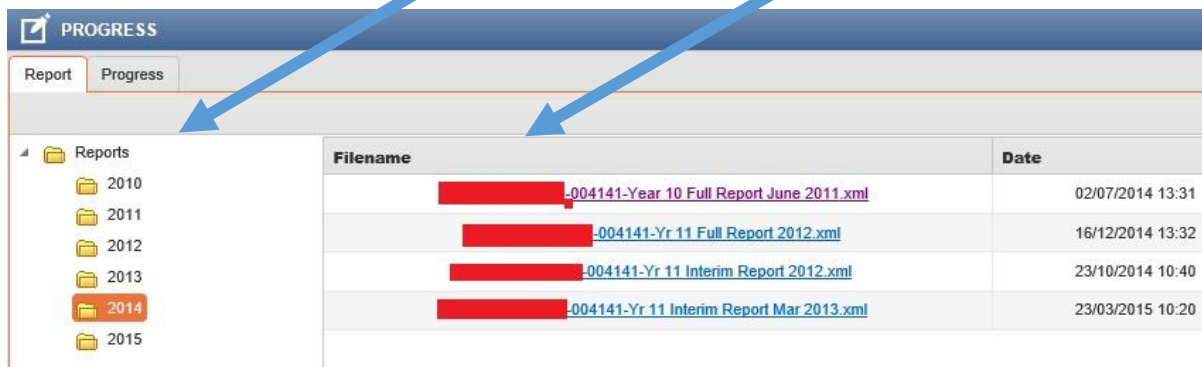 PROGRESS
Report Progress
Reports
2010
2011
2012
2013
2014
2015
Filename Date
-004141-Year 10 Full Report June 2011.xml 02/07/2014 13:31
-004141-Yr 11 Full Report 2012.xml 16/12/2014 13:32
-004141-Yr 11 Interim Report 2012.xml 23/10/2014 10:40
-004141-Yr 11 Interim Report Mar 2013.xml 23/03/2015 10:20